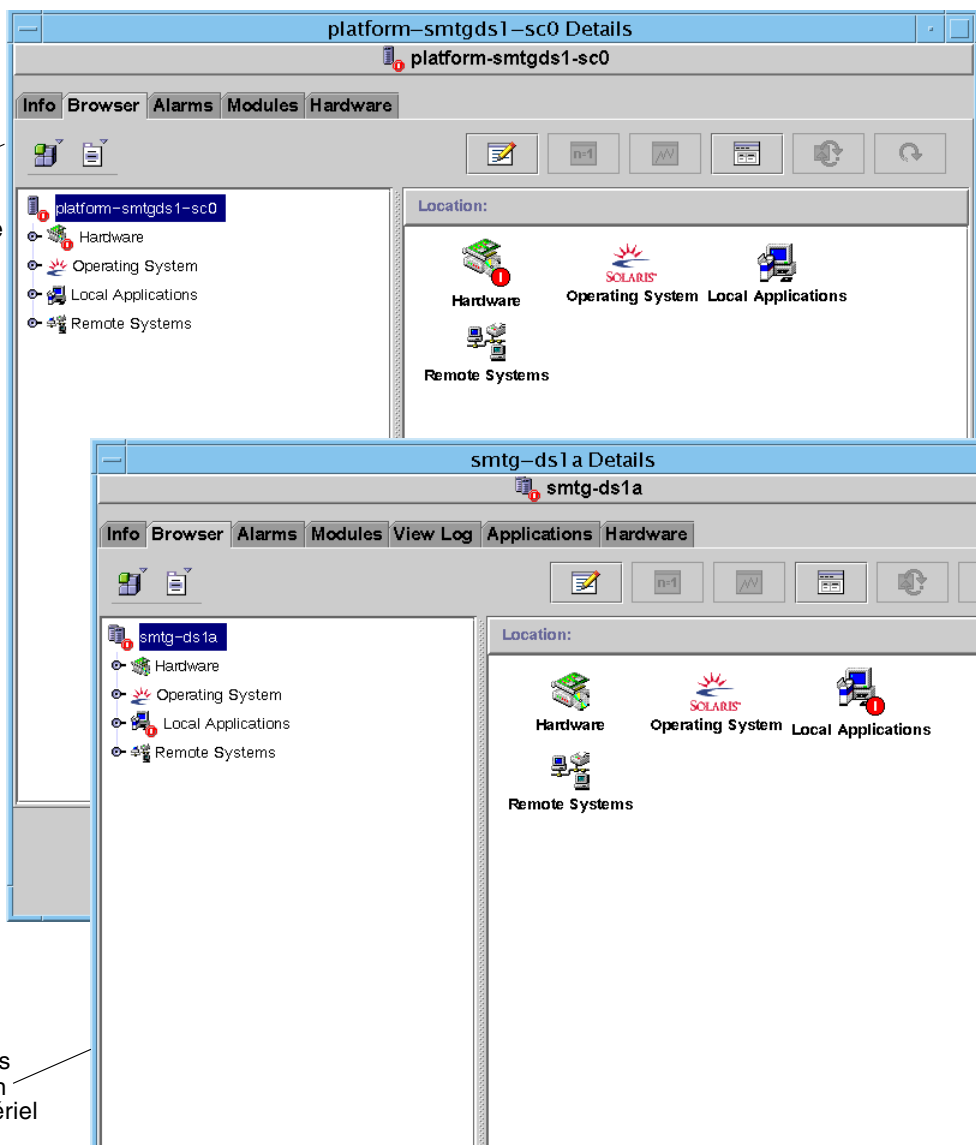 platform–smtgds1–sc0 Details
platform-smtgds1-sc0
Info Browser Alarms Modules Hardware
n=1
platform–smtgds1–sc0
Hardware
Operating System
Local Applications
Remote Systems
Location:
Hardware
SOLARIS
Operating System
Local Applications
Remote Systems
e
smtg–ds1a Details
smtg-ds1a
Info Browser Alarms Modules View Log Applications Hardware
n=1
smtg–ds1a
Hardware
Operating System
Local Applications
Remote Systems
Location:
Hardware
SOLARIS
Operating System
Local Applications
Remote Systems
s
n
ériel